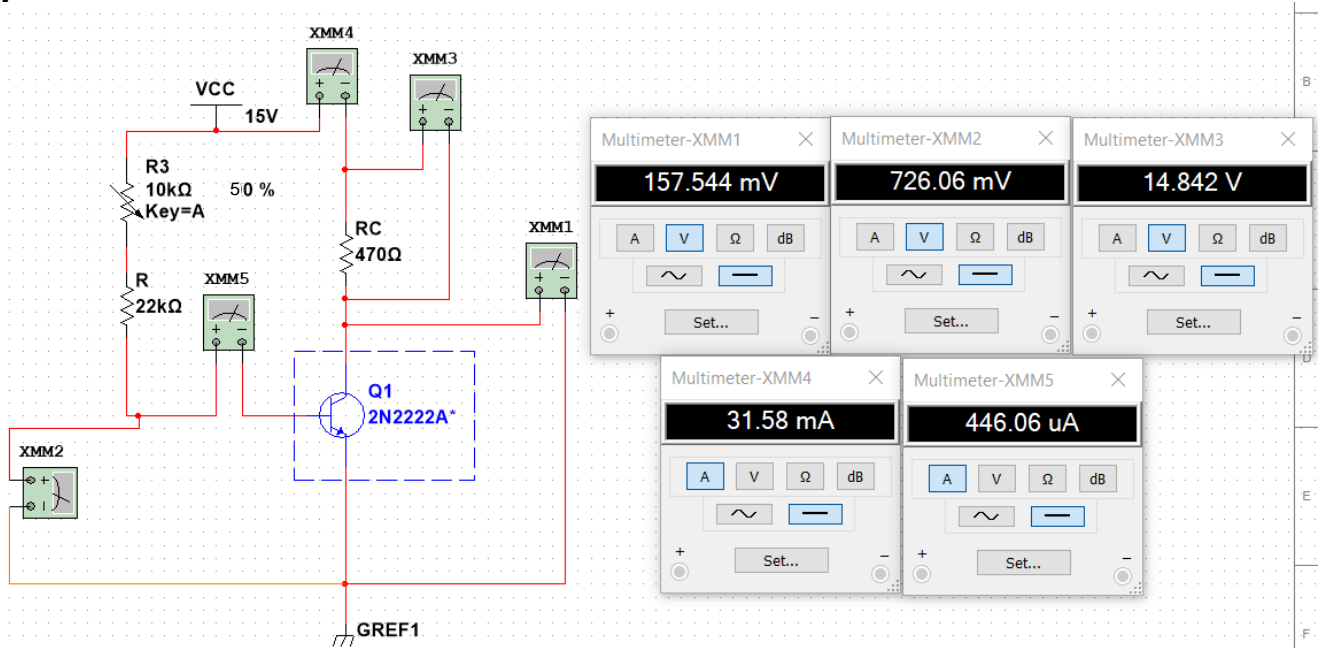 XMM4
XMM3
VCC
15V
+ −
+ −
R3
10kΩ 50 %
Key=A
RC
470Ω
XMM1
+ −
R
22kΩ
XMM5
+ −
Q1
2N2222A*
XMM2
+
GREF1
Multimeter-XMM1
157.544 mV
A V Ω dB
+ Set... −
Multimeter-XMM2
726.06 mV
A V Ω dB
+ Set... −
Multimeter-XMM3
14.842 V
A V Ω dB
+ Set... −
Multimeter-XMM4
31.58 mA
A V Ω dB
+ Set... −
Multimeter-XMM5
446.06 uA
A V Ω dB
+ Set... −
B
D
E
F